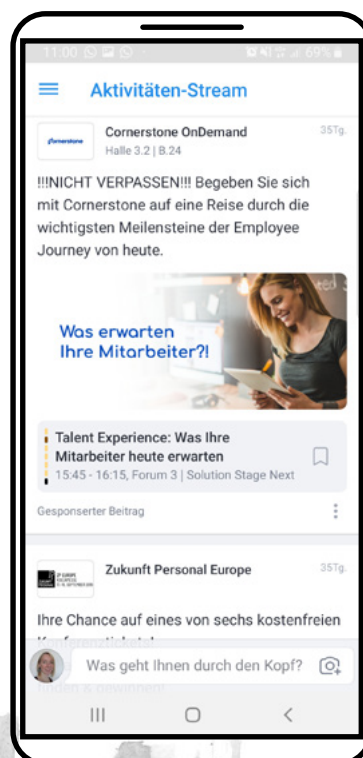 11:00
69%
Aktivitäten-Stream
Cornerstone OnDemand
35Tg.
Halle 3.2 | B.24
!!!NICHT VERPASSEN!!! Begeben Sie sich
mit Cornerstone auf eine Reise durch die
wichtigsten Meilensteine der Employee
Journey von heute.
Was erwarten
Ihre Mitarbeiter?!
Talent Experience: Was Ihre
Mitarbeiter heute erwarten
15:45 - 16:15, Forum 3 | Solution Stage Next
Gesponserter Beitrag
Zukunft Personal Europe
35Tg.
Ihre Chance auf eines von sechs kostenfreien
Was geht Ihnen durch den Kopf?